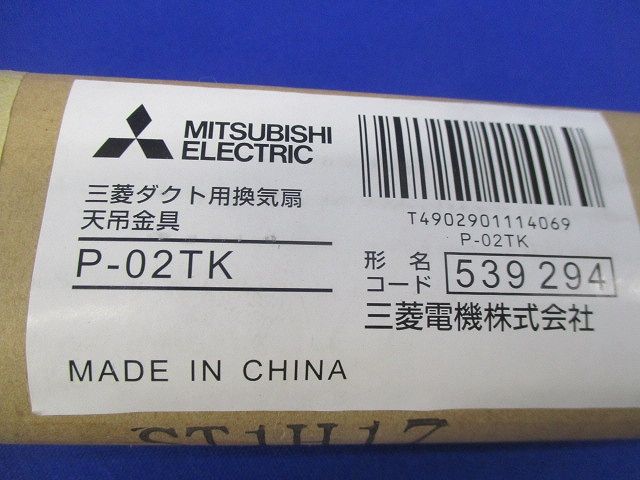 MITSUBISHI
ELECTRIC
三菱ダクト用換気扇
天吊金具
P-02TK
MADE IN CHINA
T4902901114069
P-02TK
形 名
コード 539 294
三菱電機株式会社